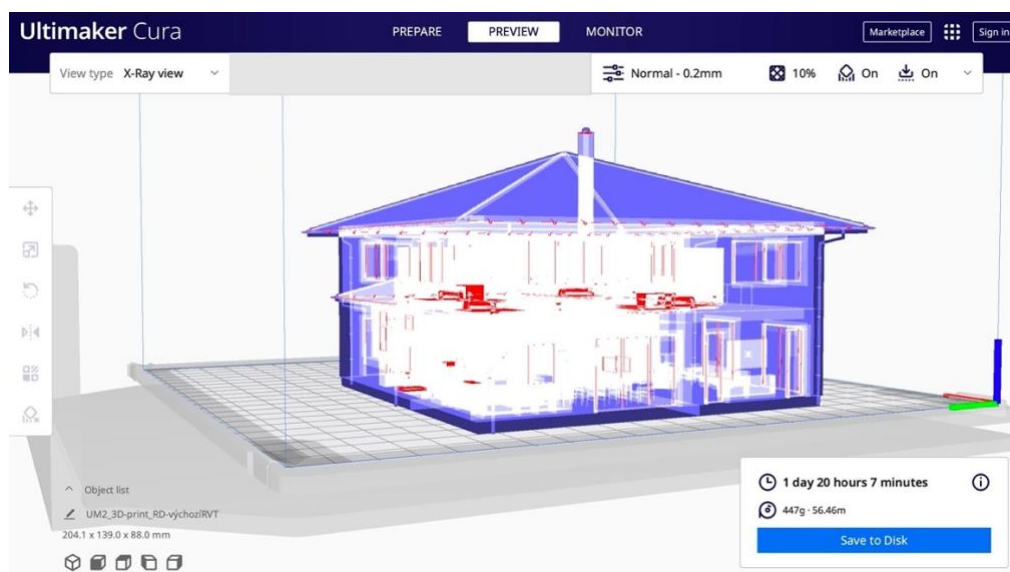 Ultimaker Cura
PREPARE
PREVIEW
MONITOR
Marketplace
Sign in
View type X-Ray view
Normal - 0.2mm
10%
On
On
Object list
UM2_3D-print_RD-výchozíRVT
204.1 x 139.0 x 88.0 mm
1 day 20 hours 7 minutes
447g · 56.46m
Save to Disk